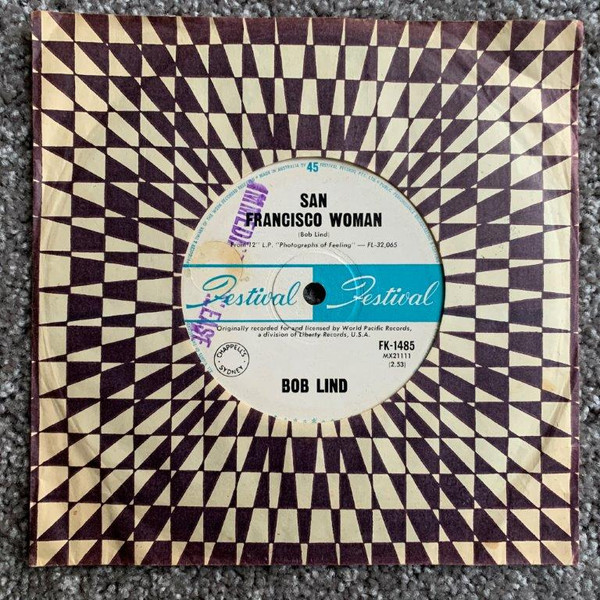 45
SAN
FRANCISCO WOMAN
(Bob Lind)
From 12" L.P. "Photographs of Feeling" — FL-32,065
Festival Festival
Originally recorded for and licensed by World Pacific Records,
a division of Liberty Records, U.S.A.
CHAPPELL'S
SYDNEY
FK-1485
MX21111
(2.53)
BOB LIND